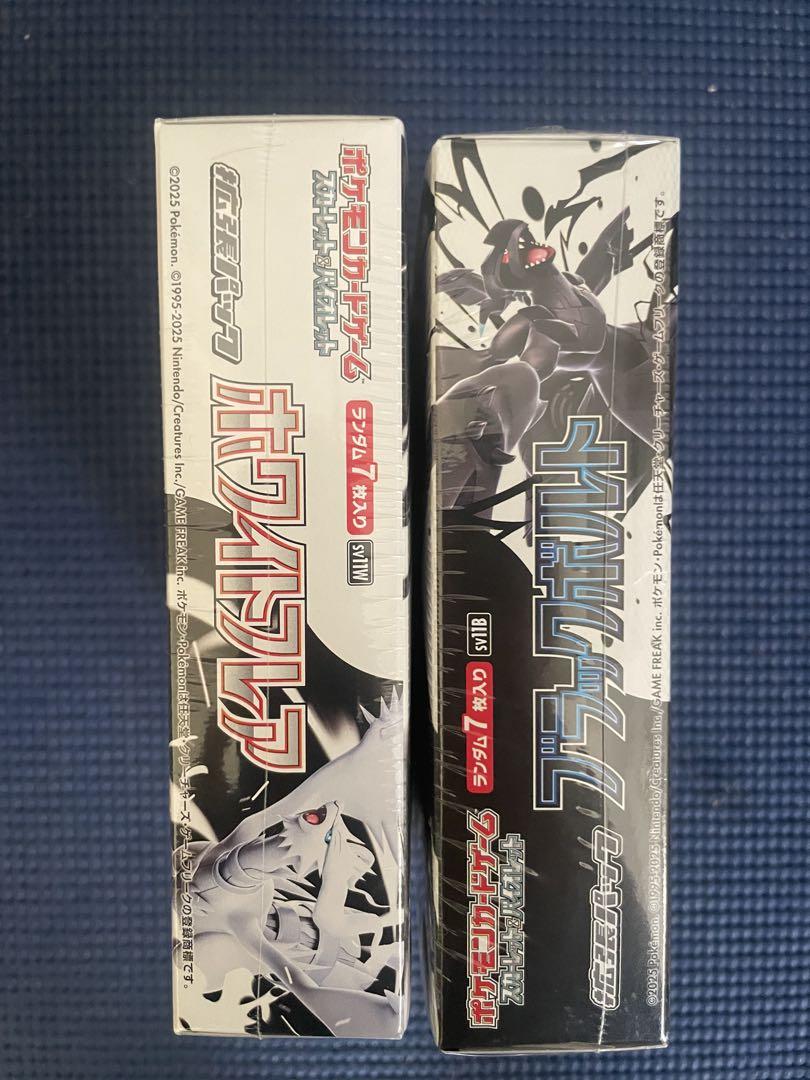 ポケモンカードゲーム™
スカーレット&バイオレット
拡張パック
ランダム7枚入り
SV11W
ホワイトフレア
©2025 Pokémon. ©1995-2025 Nintendo/Creatures Inc./GAME FREAK inc. ポケモン・Pokémonは任天堂・クリーチャーズ・ゲームフリークの登録商標です。
ポケモンカードゲーム
スカーレット&バイオレット
拡張パック
ランダム7枚入り
SV11B
ブラックボルト
©2025 Pokémon. ©1995-2025 Nintendo/Creatures Inc./GAME FREAK inc. ポケモン・Pokémonは任天堂・クリーチャーズ・ゲームフリークの登録商標です。